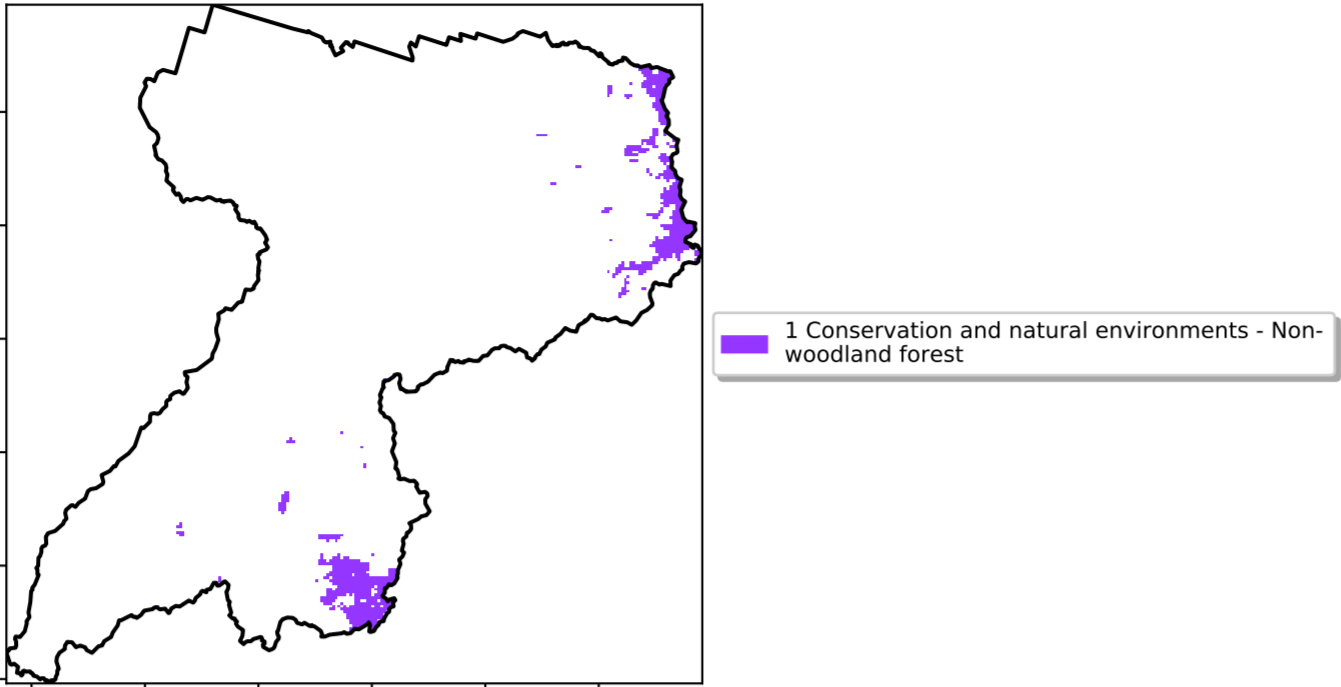 1 Conservation and natural environments - Non-
woodland forest